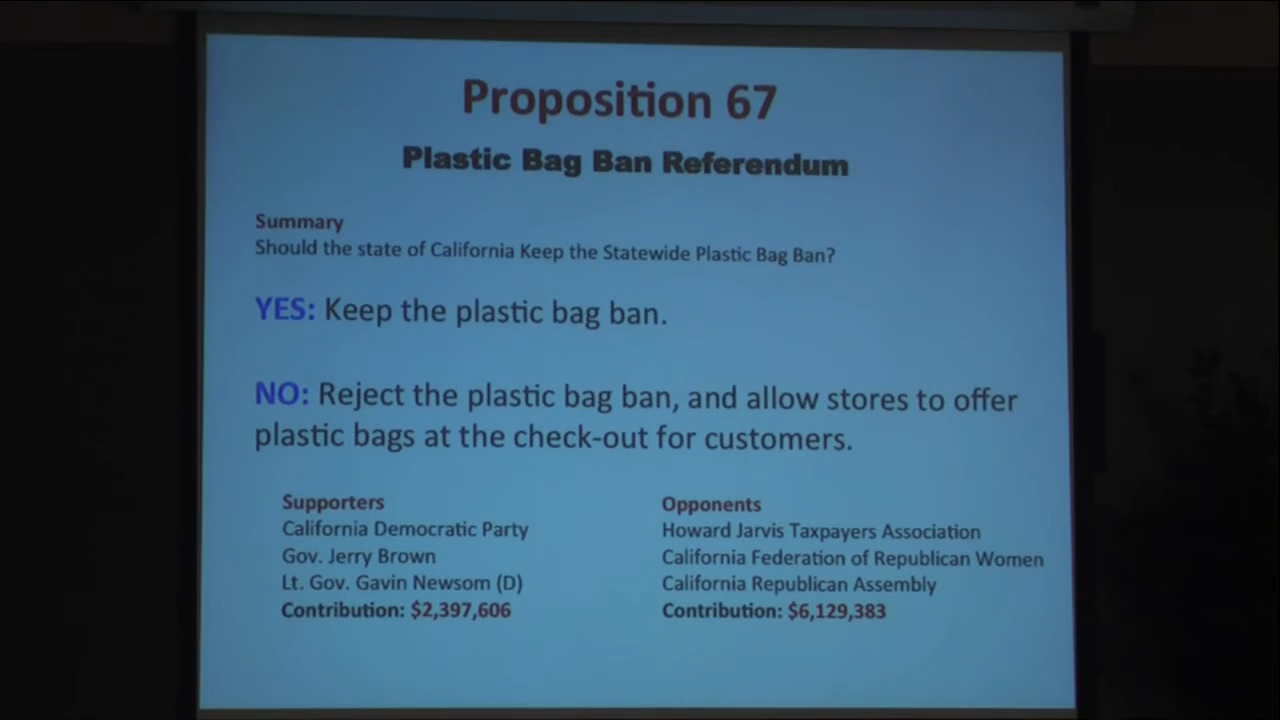 Proposition 67
Plastic Bag Ban Referendum
Summary
Should the state of California Keep the Statewide Plastic Bag Ban?
YES: Keep the plastic bag ban.
NO: Reject the plastic bag ban, and allow stores to offer
plastic bags at the check-out for customers.
Supporters
California Democratic Party
Gov. Jerry Brown
Lt. Gov. Gavin Newsom (D)
Contribution: $2,397,606
Opponents
Howard Jarvis Taxpayers Association
California Federation of Republican Women
California Republican Assembly
Contribution: $6,129,383